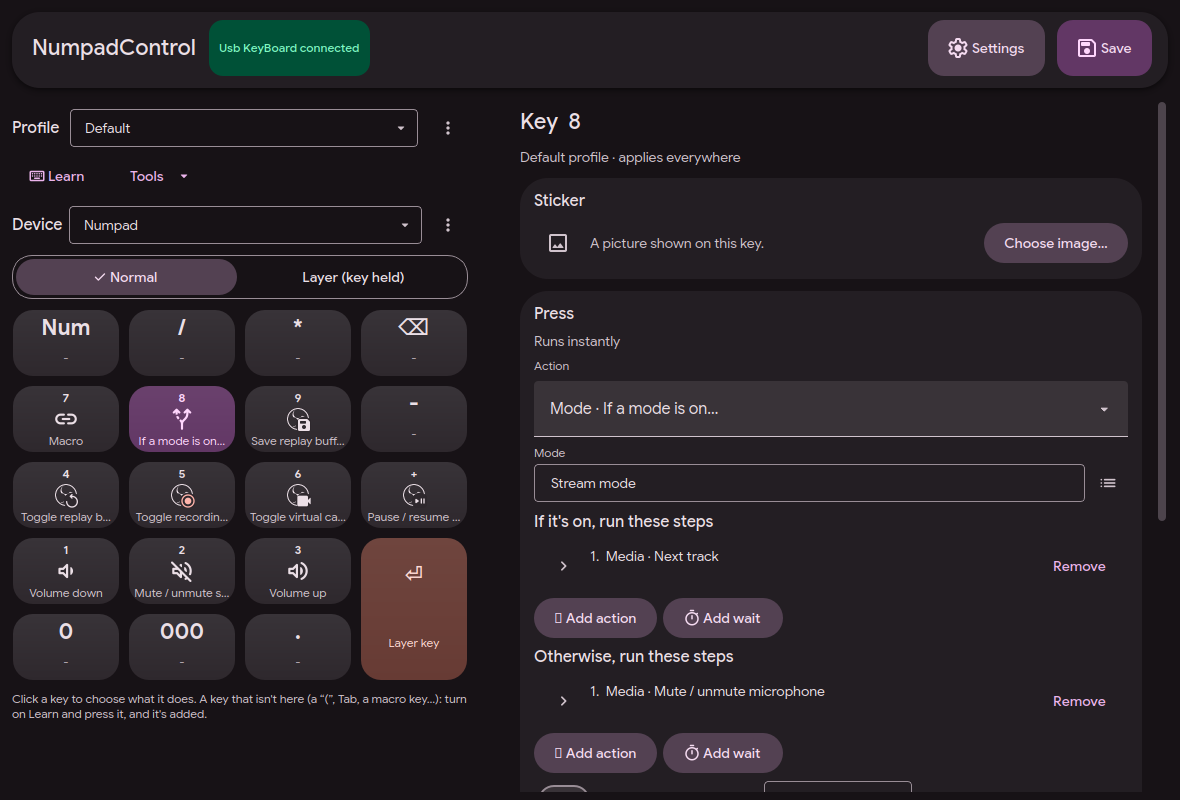 NumpadControl
Usb KeyBoard connected
Settings
Save
Profile
Default
Learn
Tools
Device
Numpad
Normal
Layer (key held)
Num
-
/
-
*
-
⌫
-
7
Macro
8
If a mode is on...
9
Save replay buff...
-
-
4
Toggle replay b...
5
Toggle recordin...
6
Toggle virtual ca...
+
Pause / resume ...
1
Volume down
2
Mute / unmute s...
3
Volume up
⏎
Layer key
0
-
000
-
.
-
Click a key to choose what it does. A key that isn't here (a “(”, Tab, a macro key...): turn
on Learn and press it, and it's added.
Key 8
Default profile · applies everywhere
Sticker
A picture shown on this key.
Choose image...
Press
Runs instantly
Action
Mode · If a mode is on...
Mode
Stream mode
If it's on, run these steps
1. Media · Next track
Remove
Add action
Add wait
Otherwise, run these steps
1. Media · Mute / unmute microphone
Remove
Add action
Add wait